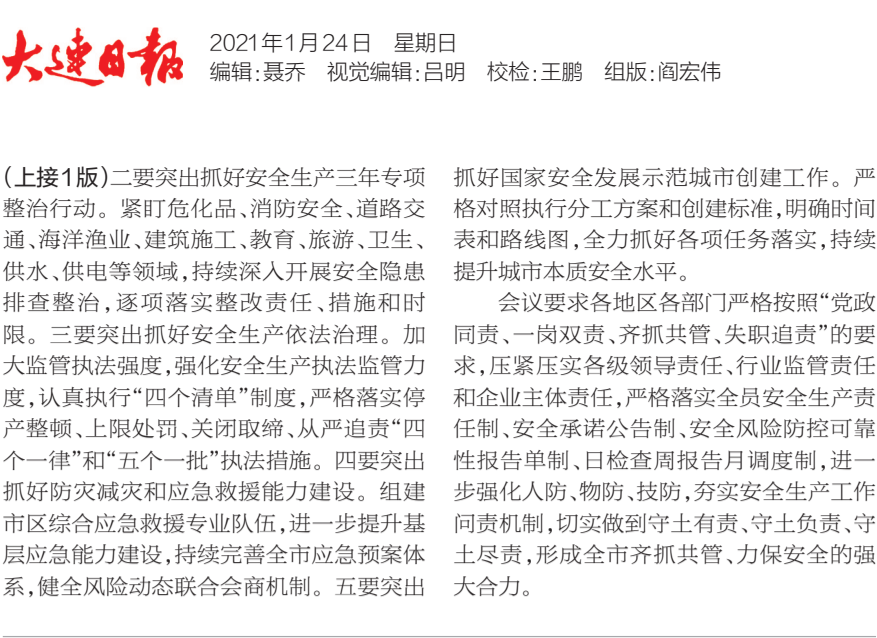 大连日报
2021年1月24日 星期日
编辑:聂乔 视觉编辑:吕明 校检:王鹏 组版:阎宏伟
(上接1版)二要突出抓好安全生产三年专项
整治行动。紧盯危化品、消防安全、道路交
通、海洋渔业、建筑施工、教育、旅游、卫生、
供水、供电等领域,持续深入开展安全隐患
排查整治,逐项落实整改责任、措施和时
限。三要突出抓好安全生产依法治理。加
大监管执法强度,强化安全生产执法监管力
度,认真执行“四个清单”制度,严格落实停
产整顿、上限处罚、关闭取缔、从严追责“四
个一律”和“五个一批”执法措施。四要突出
抓好防灾减灾和应急救援能力建设。组建
市区综合应急救援专业队伍,进一步提升基
层应急能力建设,持续完善全市应急预案体
系,健全风险动态联合会商机制。五要突出
抓好国家安全发展示范城市创建工作。严
格对照执行分工方案和创建标准,明确时间
表和路线图,全力抓好各项任务落实,持续
提升城市本质安全水平。
会议要求各地区各部门严格按照“党政
同责、一岗双责、齐抓共管、失职追责”的要
求,压紧压实各级领导责任、行业监管责任
和企业主体责任,严格落实全员安全生产责
任制、安全承诺公告制、安全风险防控可靠
性报告单制、日检查周报告月调度制,进一
步强化人防、物防、技防,夯实安全生产工作
问责机制,切实做到守土有责、守土负责、守
土尽责,形成全市齐抓共管、力保安全的强
大合力。